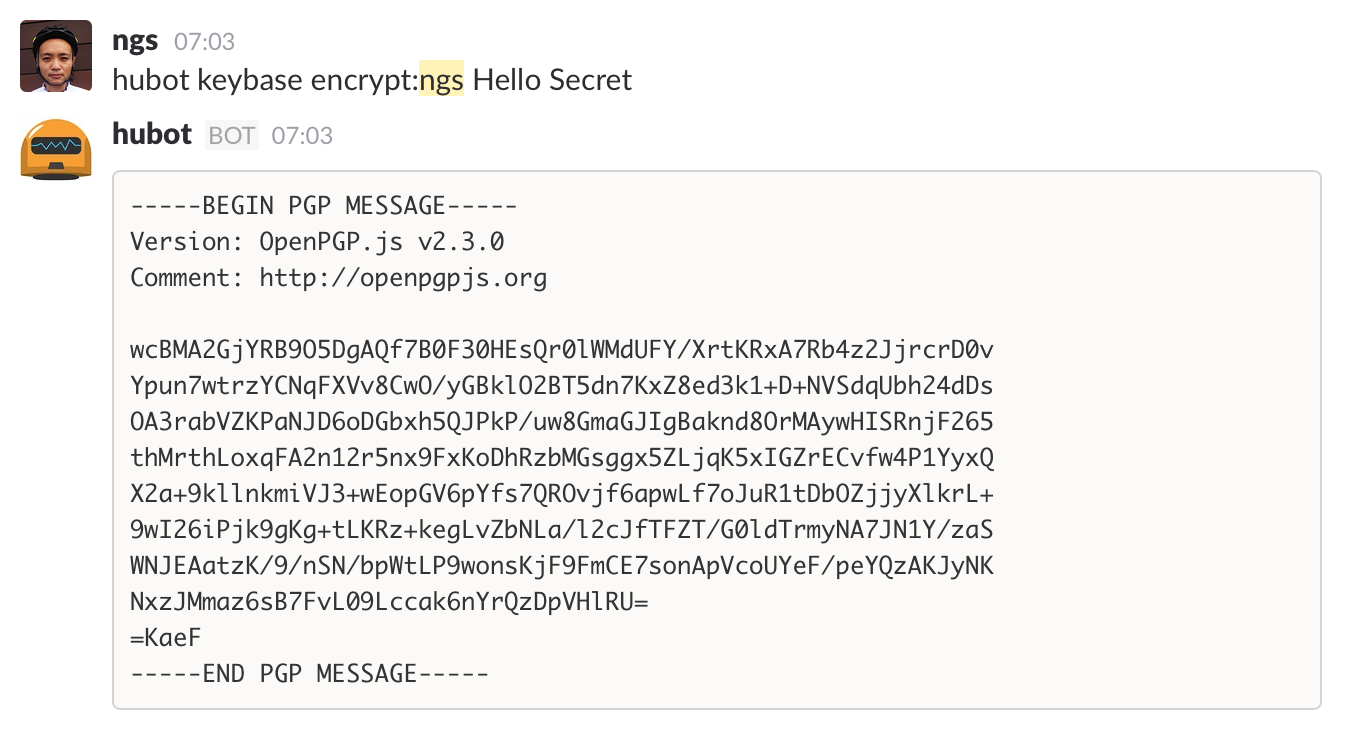 ngs 07:03
hubot keybase encrypt:ngs Hello Secret
hubot BOT 07:03
-----BEGIN PGP MESSAGE-----
Version: OpenPGP.js v2.3.0
Comment: http://openpgpjs.org
wcBMA2GjYRB9O5DgAQf7B0F30HEsQr0lWMdUFY/XrtKRxA7Rb4z2JjrcrD0v
Ypun7wtrzYCNqFXVv8CwO/yGBklO2BT5dn7KxZ8ed3k1+D+NVSdqUbh24dDs
OA3rabVZKPaNJD6oDGbxh5QJPkP/uw8GmaGJIgBaknd8OrMAywHISRnjF265
thMrthLoxqFA2n12r5nx9FxKoDhRzbMGsggx5ZLjqK5xIGZrECvfw4P1YyxQ
X2a+9kllnkmiVJ3+wEopGV6pYfs7QROvjf6apwLf7oJuR1tDbOZjjyXlkrL+
9wI26iPjk9gKg+tLKRz+kegLvZbNLa/l2cJfTFZT/G0ldTrmyNA7JN1Y/zaS
WNJEAatzK/9/nSN/bpWtLP9wonsKjF9FmCE7sonApVcoUYeF/peYQzAKJyNK
NxzJMmaz6sB7FvL09Lccak6nYrQzDpVHlRU=
=KaeF
-----END PGP MESSAGE-----